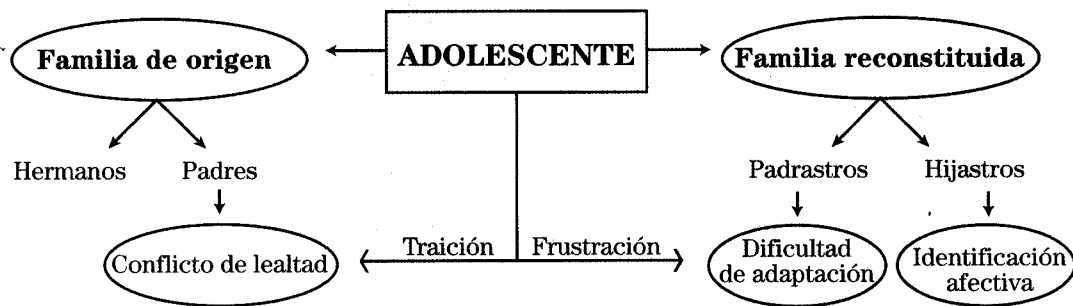 Familia de origen
ADOLESCENTE
Familia reconstituida
Hermanos
Padres
Padrastros
Hijastros
Conflicto de lealtad
Traición
Frustración
Dificultad
de adaptación
Identificación
afectiva